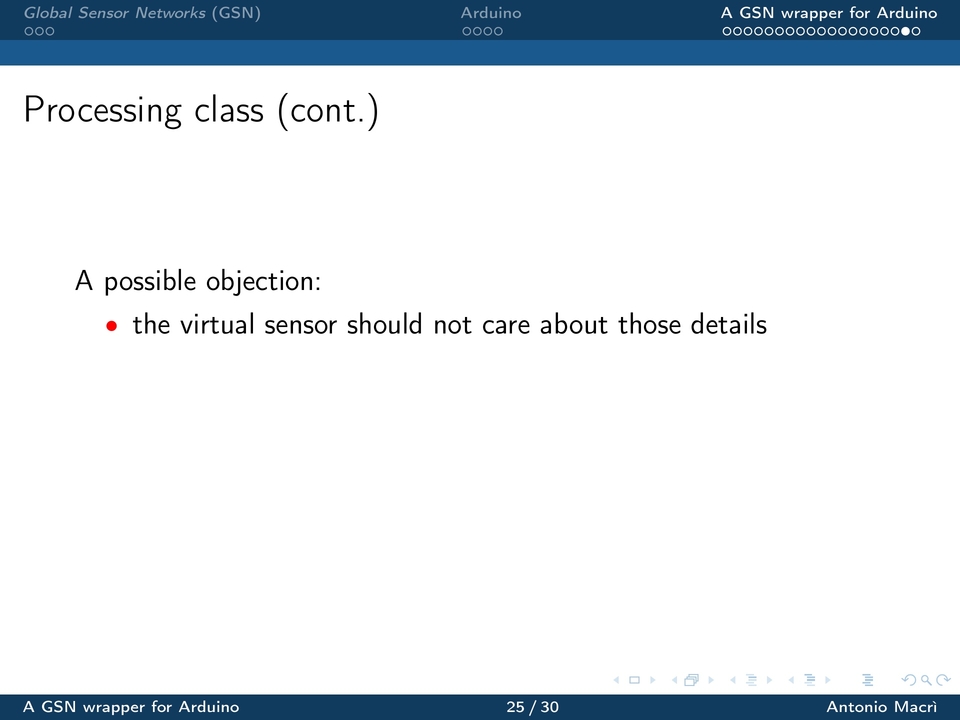 Global Sensor Networks (GSN) Arduino A GSN wrapper for Arduino
Processing class (cont.)
A possible objection:
• the virtual sensor should not care about those details
A GSN wrapper for Arduino 25 / 30 Antonio Macrì